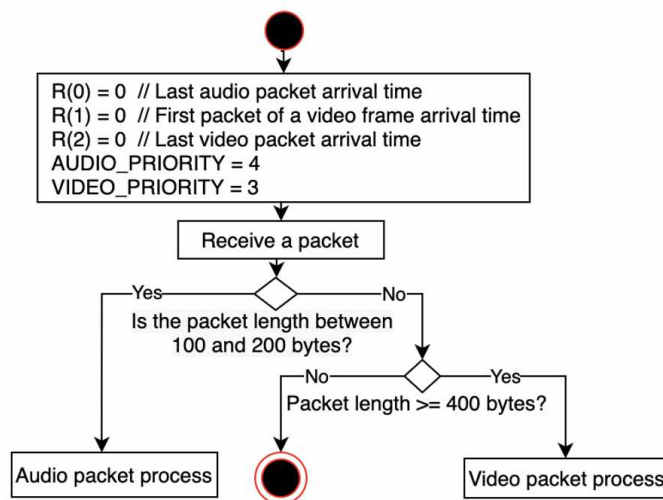 R(0) = 0 // Last audio packet arrival time
R(1) = 0 // First packet of a video frame arrival time
R(2) = 0 // Last video packet arrival time
AUDIO_PRIORITY = 4
VIDEO_PRIORITY = 3
Receive a packet
Yes
No
Is the packet length between
100 and 200 bytes?
No
Yes
Packet length >= 400 bytes?
Audio packet process
Video packet process